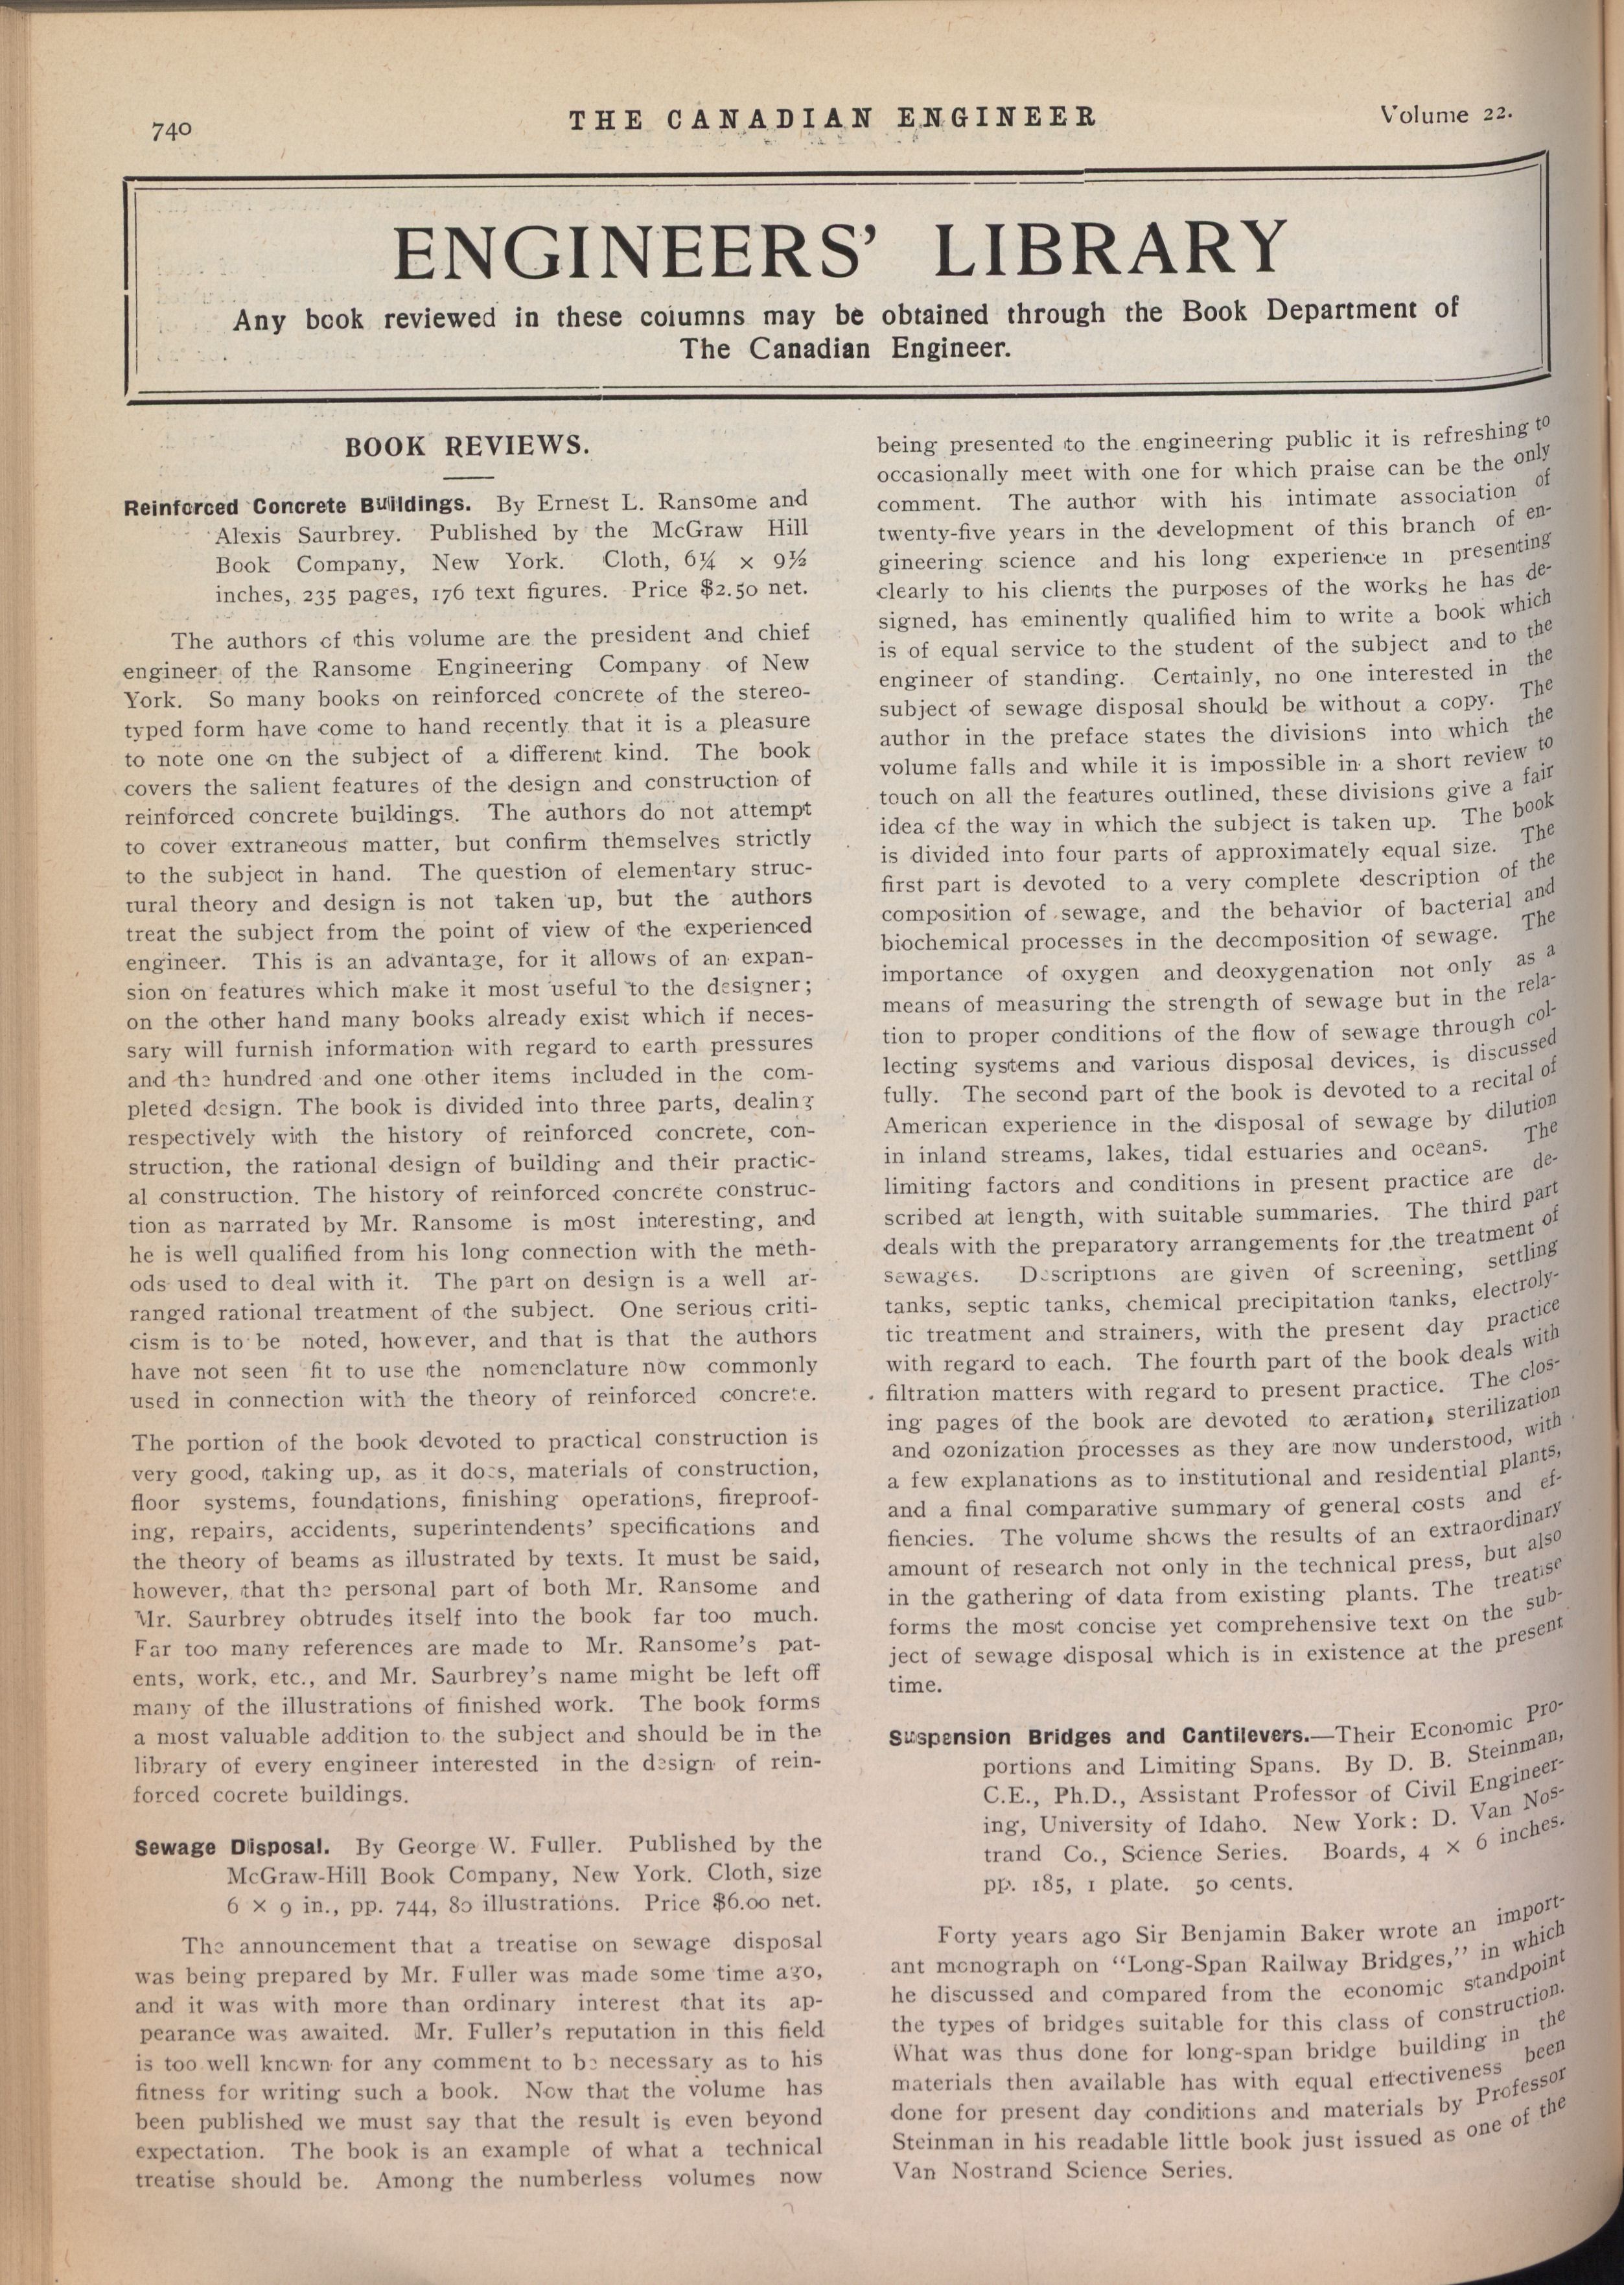 740
THE CANADIAN ENGINEER
Volume 22.
ENGINEERS' LIBRARY
Any book reviewed in these columns may be obtained through the Book Department of
The Canadian Engineer.
BOOK REVIEWS.
Reinforced Concrete Buildings. By Ernest L. Ransome and
Alexis Saurbrey. Published by the McGraw Hill
Book Company, New York. Cloth, 6¼ × 9½
inches, 235 pages, 176 text figures. Price $2.50 net.
The authors of this volume are the president and chief
engineer of the Ransome Engineering Company of New
York. So many books on reinforced concrete of the stereo-
typed form have come to hand recently that it is a pleasure
to note one on the subject of a different kind. The book
covers the salient features of the design and construction of
reinforced concrete buildings. The authors do not attempt
to cover extraneous matter, but confirm themselves strictly
to the subject in hand. The question of elementary struc-
tural theory and design is not taken up, but the authors
treat the subject from the point of view of the experienced
engineer. This is an advantage, for it allows of an expan-
sion on features which make it most useful to the designer;
on the other hand many books already exist which if neces-
sary will furnish information with regard to earth pressures
and the hundred and one other items included in the com-
pleted design. The book is divided into three parts, dealing
respectively with the history of reinforced concrete, con-
struction, the rational design of building and their practic-
al construction. The history of reinforced concrete construc-
tion as narrated by Mr. Ransome is most interesting, and
he is well qualified from his long connection with the meth-
ods used to deal with it. The part on design is a well ar-
ranged rational treatment of the subject. One serious criti-
cism is to be noted, however, and that is that the authors
have not seen fit to use the nomenclature now commonly
used in connection with the theory of reinforced concrete.
The portion of the book devoted to practical construction is
very good, taking up, as it does, materials of construction,
floor systems, foundations, finishing operations, fireproof-
ing, repairs, accidents, superintendents' specifications and
the theory of beams as illustrated by texts. It must be said,
however, that the personal part of both Mr. Ransome and
Mr. Saurbrey obtrudes itself into the book far too much.
Far too many references are made to Mr. Ransome's pat-
ents, work, etc., and Mr. Saurbrey's name might be left off
many of the illustrations of finished work. The book forms
a most valuable addition to the subject and should be in the
library of every engineer interested in the design of rein-
forced cocrete buildings.
Sewage Disposal. By George W. Fuller. Published by the
McGraw-Hill Book Company, New York. Cloth, size
6 × 9 in., pp. 744, 80 illustrations. Price $6.00 net.
The announcement that a treatise on sewage disposal
was being prepared by Mr. Fuller was made some time ago,
and it was with more than ordinary interest that its ap-
pearance was awaited. Mr. Fuller's reputation in this field
is too well known for any comment to be necessary as to his
fitness for writing such a book. Now that the volume has
been published we must say that the result is even beyond
expectation. The book is an example of what a technical
treatise should be. Among the numberless volumes now
being presented to the engineering public it is refreshing to
occasionally meet with one for which praise can be the only
comment. The author with his intimate association of
twenty-five years in the development of this branch of en-
gineering science and his long experience in presenting
clearly to his clients the purposes of the works he has de-
signed, has eminently qualified him to write a book which
is of equal service to the student of the subject and to the
engineer of standing. Certainly, no one interested in the
subject of sewage disposal should be without a copy. The
author in the preface states the divisions into which the
volume falls and while it is impossible in a short review to
touch on all the features outlined, these divisions give a fair
idea of the way in which the subject is taken up. The book
is divided into four parts of approximately equal size. The
first part is devoted to a very complete description of the
composition of sewage, and the behavior of bacterial and
biochemical processes in the decomposition of sewage. The
importance of oxygen and deoxygenation not only as a
means of measuring the strength of sewage but in the rela-
tion to proper conditions of the flow of sewage through col-
lecting systems and various disposal devices, is discussed
fully. The second part of the book is devoted to a recital of
American experience in the disposal of sewage by dilution
in inland streams, lakes, tidal estuaries and oceans. The
limiting factors and conditions in present practice are de-
scribed at length, with suitable summaries. The third part
deals with the preparatory arrangements for the treatment of
sewages. Descriptions are given of screening, settling
tanks, septic tanks, chemical precipitation tanks, electroly-
tic treatment and strainers, with the present day practice
with regard to each. The fourth part of the book deals with
filtration matters with regard to present practice. The clos-
ing pages of the book are devoted to æration, sterilization
and ozonization processes as they are now understood, with
a few explanations as to institutional and residential plants,
and a final comparative summary of general costs and ef-
fiencies. The volume shows the results of an extraordinary
amount of research not only in the technical press, but also
in the gathering of data from existing plants. The treatise
forms the most concise yet comprehensive text on the sub-
ject of sewage disposal which is in existence at the present
time.
Suspension Bridges and Cantilevers.—Their Economic Pro-
portions and Limiting Spans. By D. B. Steinman,
C.E., Ph.D., Assistant Professor of Civil Engineer-
ing, University of Idaho. New York: D. Van Nos-
trand Co., Science Series. Boards, 4 × 6 inches.
pp. 185, 1 plate. 50 cents.
Forty years ago Sir Benjamin Baker wrote an import-
ant monograph on "Long-Span Railway Bridges," in which
he discussed and compared from the economic standpoint
the types of bridges suitable for this class of construction.
What was thus done for long-span bridge building in the
materials then available has with equal effectiveness been
done for present day conditions and materials by Professor
Steinman in his readable little book just issued as one of the
Van Nostrand Science Series.